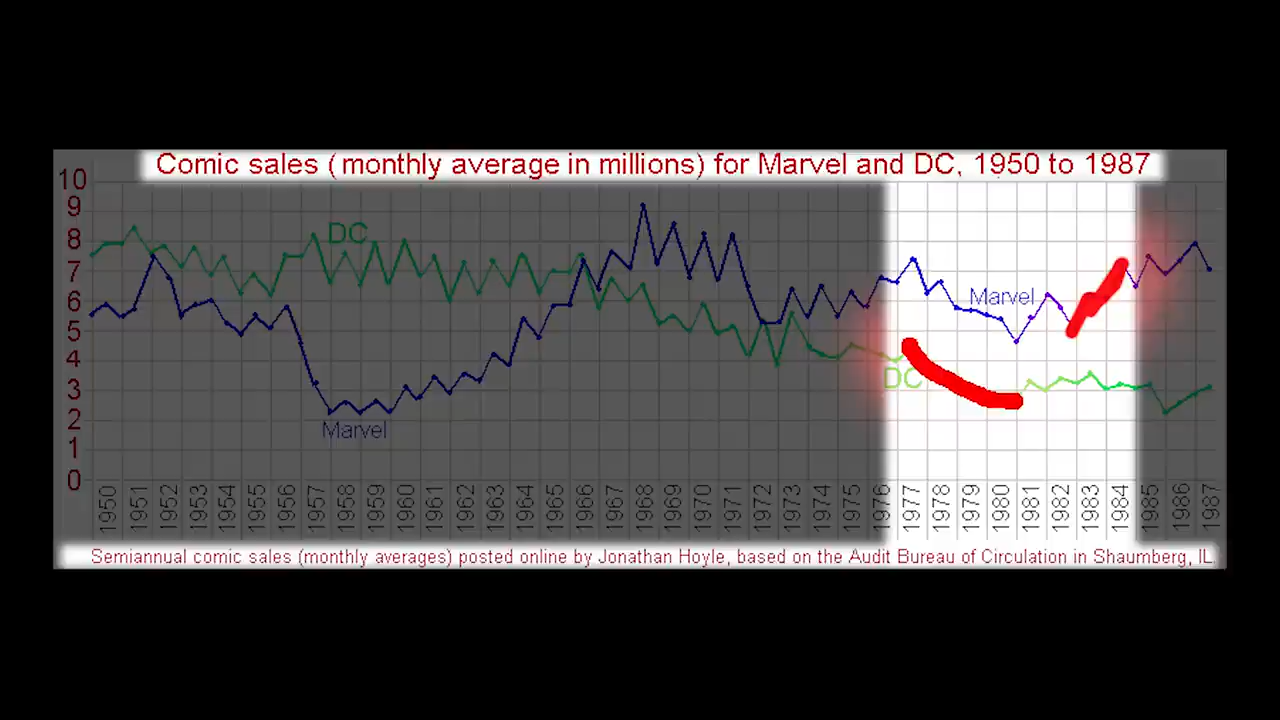 Comic sales (monthly average in millions) for Marvel and DC, 1950 to 1987
10
9
8
7
6
5
4
3
2
1
0
DC
Marvel
Marvel
DC
1950 1951 1952 1953 1954 1955 1956 1957 1958 1959 1960 1961 1962 1963 1964 1965 1966 1967 1968 1969 1970 1971 1972 1973 1974 1975 1976 1977 1978 1979 1980 1981 1982 1983 1984 1985 1986 1987
Semiannual comic sales (monthly averages) posted online by Jonathan Hoyle, based on the Audit Bureau of Circulation in Shaumberg, IL